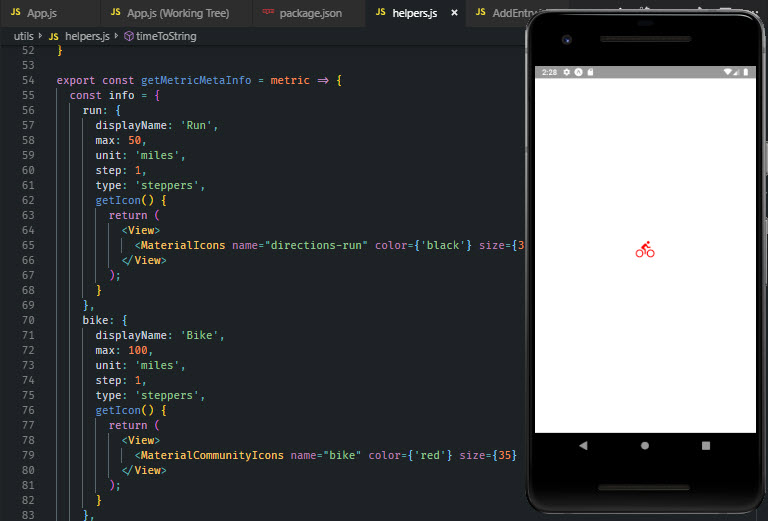 App.js
App.js (Working Tree)
package.json
helpers.js
AddEntry.js
utils > helpers.js > timeToString
52 }
53
54 export const getMetricMetaInfo = metric => {
55 const info = {
56 run: {
57 displayName: 'Run',
58 max: 50,
59 unit: 'miles',
60 step: 1,
61 type: 'steppers',
62 getIcon() {
63 return (
64 <View>
65 <MaterialIcons name="directions-run" color={'black'} size={3
66 </View>
67 );
68 }
69 },
70 bike: {
71 displayName: 'Bike',
72 max: 100,
73 unit: 'miles',
74 step: 1,
75 type: 'steppers',
76 getIcon() {
77 return (
78 <View>
79 <MaterialCommunityIcons name="bike" color={'red'} size={35}
80 </View>
81 );
82 }
83 },
2:28